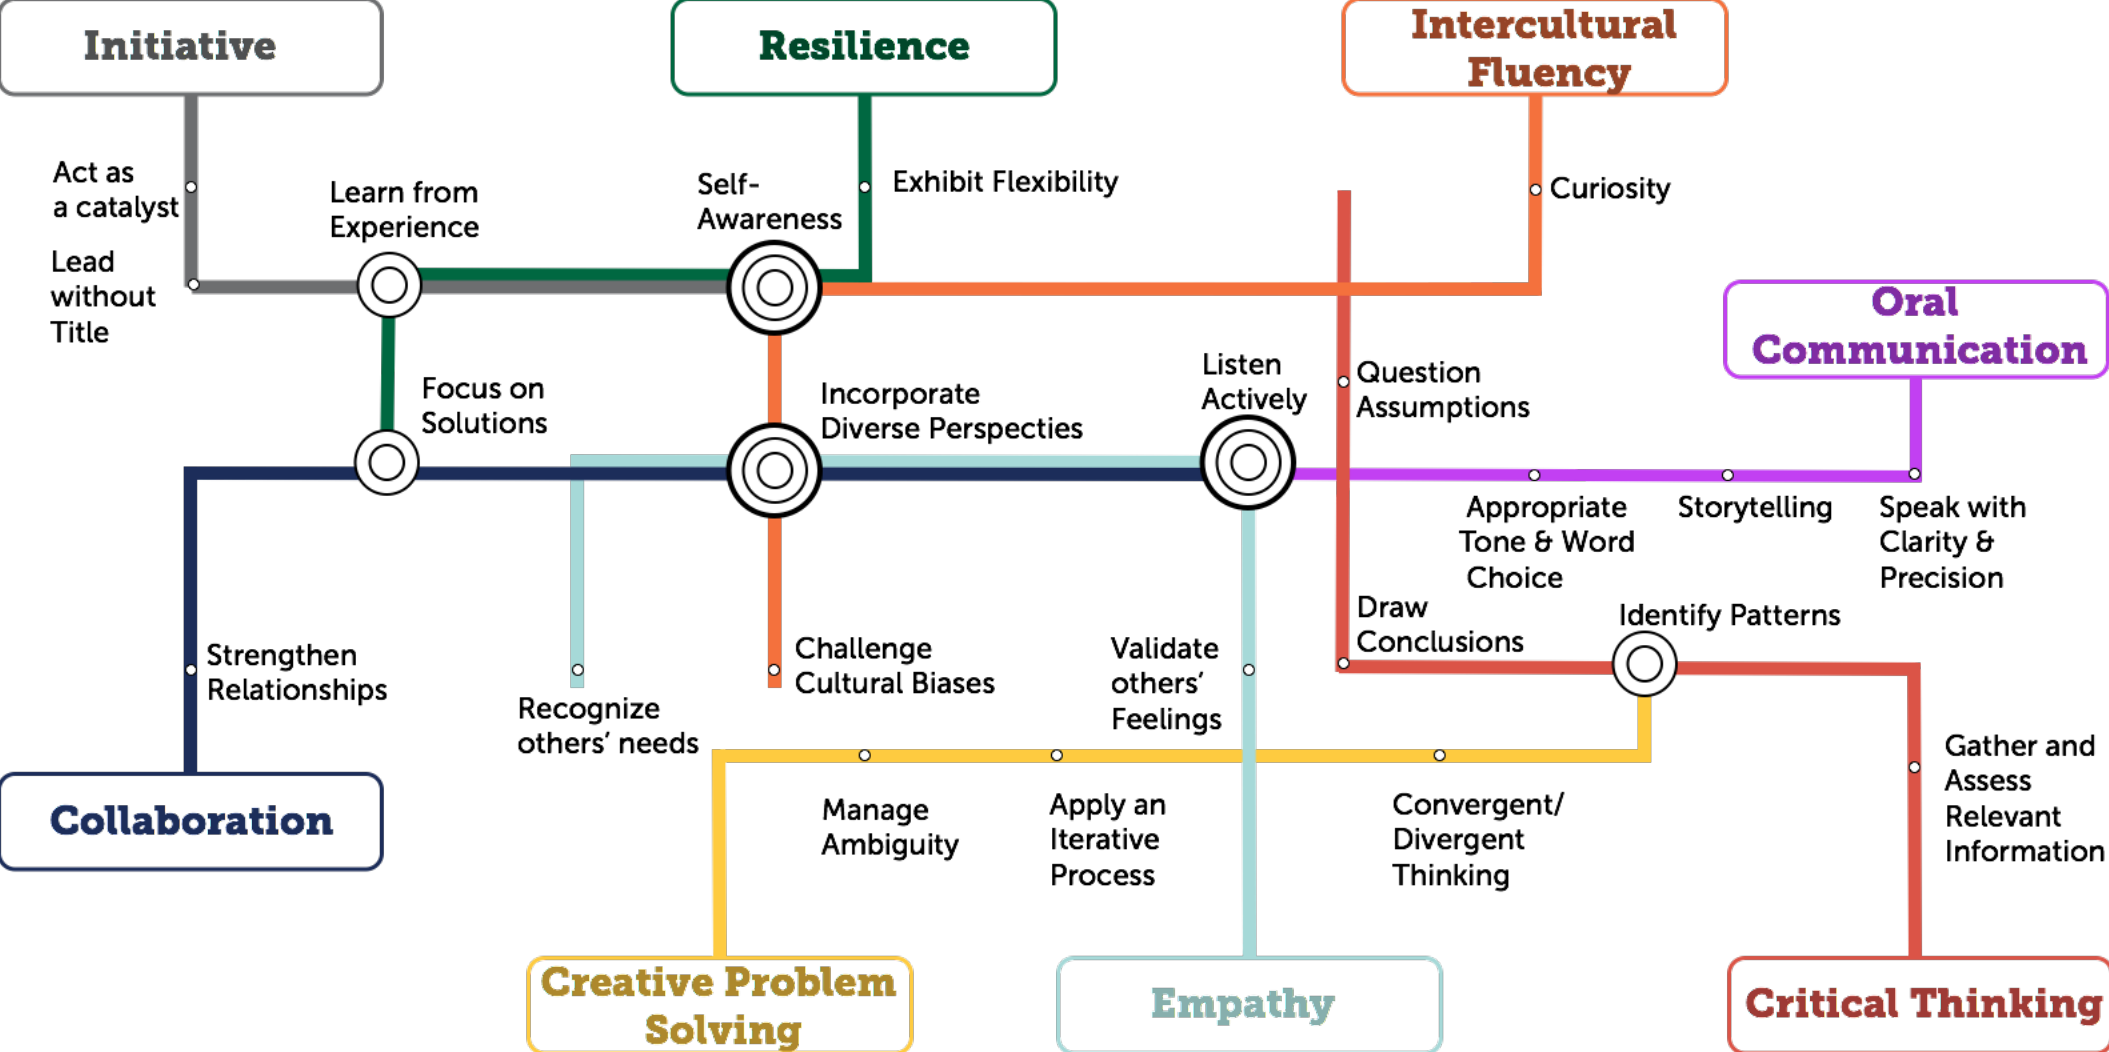 Initiative
Resilience
Intercultural
Fluency
Act as
a catalyst
Learn from
Experience
Self-
Awareness
Exhibit Flexibility
Curiosity
Lead
without
Title
Oral
Communication
Focus on
Solutions
Incorporate
Diverse Perspecties
Listen
Actively
Question
Assumptions
Appropriate
Tone & Word
Choice
Storytelling
Speak with
Clarity &
Precision
Strengthen
Relationships
Recognize
others’ needs
Challenge
Cultural Biases
Validate
others’
Feelings
Draw
Conclusions
Identify Patterns
Collaboration
Manage
Ambiguity
Apply an
Iterative
Process
Convergent/
Divergent
Thinking
Gather and
Assess
Relevant
Information
Creative Problem
Solving
Empathy
Critical Thinking